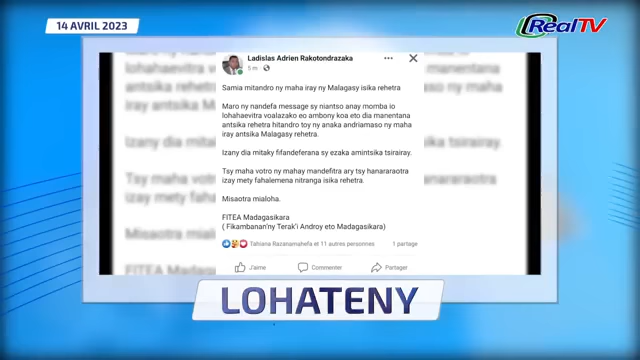 14 AVRIL 2023
RealTV
Ladislas Adrien Rakotondrazaka
5 m
Samia mitandro ny maha iray ny Malagasy isika rehetra
Maro ny nandefa message sy niantso anay momba io
lohahaevitra voalazako eo ambony koa eto dia manentana
antsika rehetra hitandro toy ny anaka andriamaso ny maha
iray antsika Malagasy rehetra.
Izany dia mitaky fifandeferana sy ezaka amintsika tsirairay.
Tsy maha votro ny mahay mandefitra ary tsy hanararaotra
izay mety fahalemena nitranga isika rehetra.
Misaotra mialoha.
FITEA Madagasikara
( Fikambanan'ny Terak'i Androy eto Madagasikara)
Tahiana Razanamahefa et 11 autres personnes
1 partage
J'aime
Commenter
Partager
LOHATENY